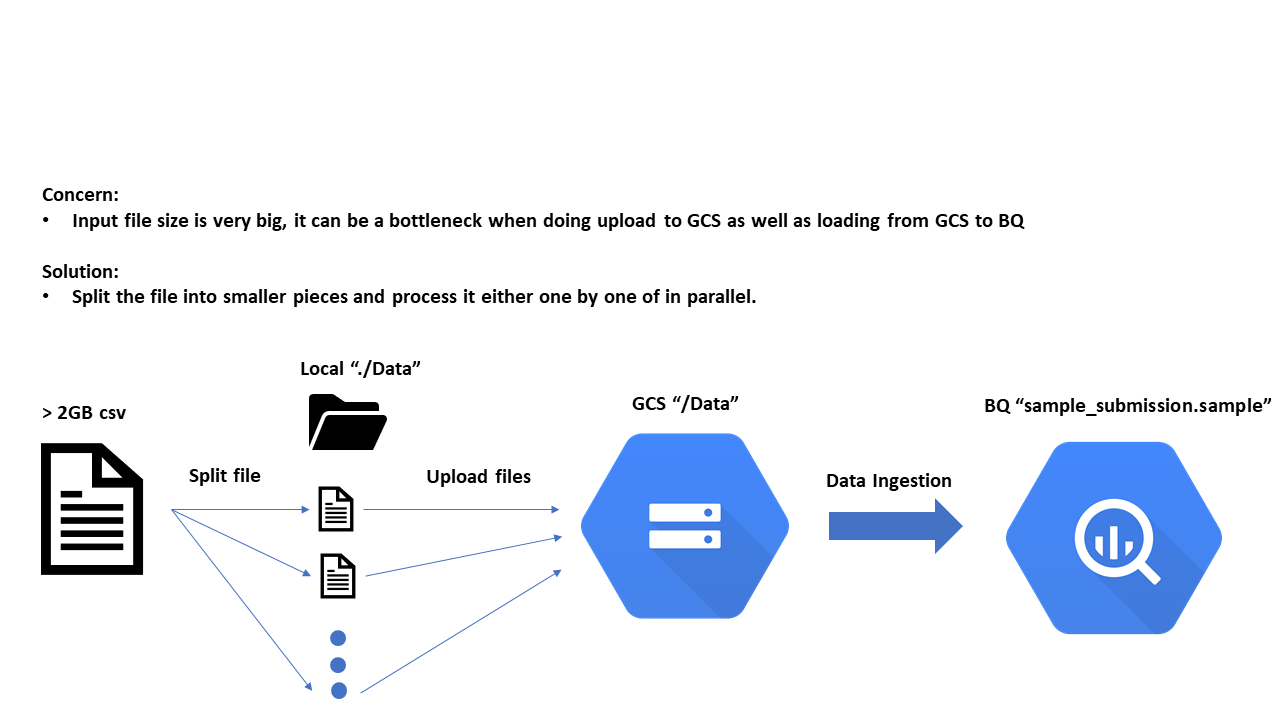 Concern:
• Input file size is very big, it can be a bottleneck when doing upload to GCS as well as loading from GCS to BQ
Solution:
• Split the file into smaller pieces and process it either one by one of in parallel.
Local “./Data”
> 2GB csv
GCS “/Data”
BQ “sample_submission.sample”
Split file
Upload files
Data Ingestion